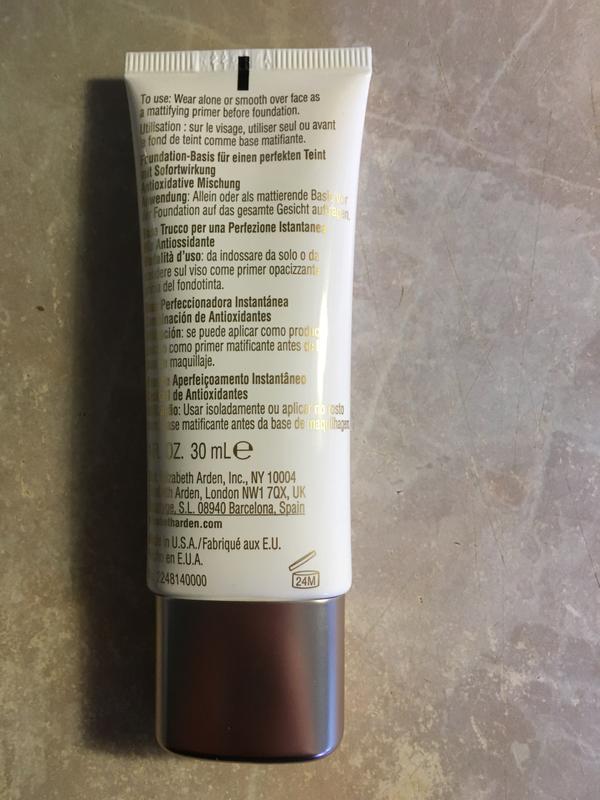 To use: Wear alone or smooth over face as
a mattifying primer before foundation.
Utilisation : sur le visage, utiliser seul ou avant
fond de teint comme base matifiante.
Foundation-Basis für einen perfekten Teint
mit Sofortwirkung
Antioxidative Mischung
Anwendung: Allein oder als mattierende Basis vor
der Foundation auf das gesamte Gesicht auftragen.
Trucco per una Perfezione Istantanea
Antiossidante
d'uso: da indossare da solo o da
sul viso come primer opacizzante
del fondotinta.
Perfeccionadora Instantánea
de Antioxidantes
se puede aplicar como
como primer matificante antes
maquillaje.
Aperfeiçoamento Instantâneo
de Antioxidantes
Usar isoladamente ou aplicar no rosto
matificante antes da base de maquilhagem.
OZ. 30 mL℮
Elizabeth Arden, Inc., NY 10004
Arden, London NW1 7QX, UK
S.L. 08940 Barcelona, Spain
in U.S.A./Fabriqué aux E.U.
en E.U.A.
2248140000
24M